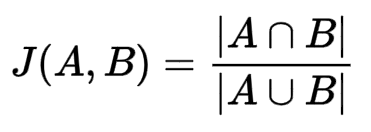 J(A, B) = |A ∩ B| / |A ∪ B|